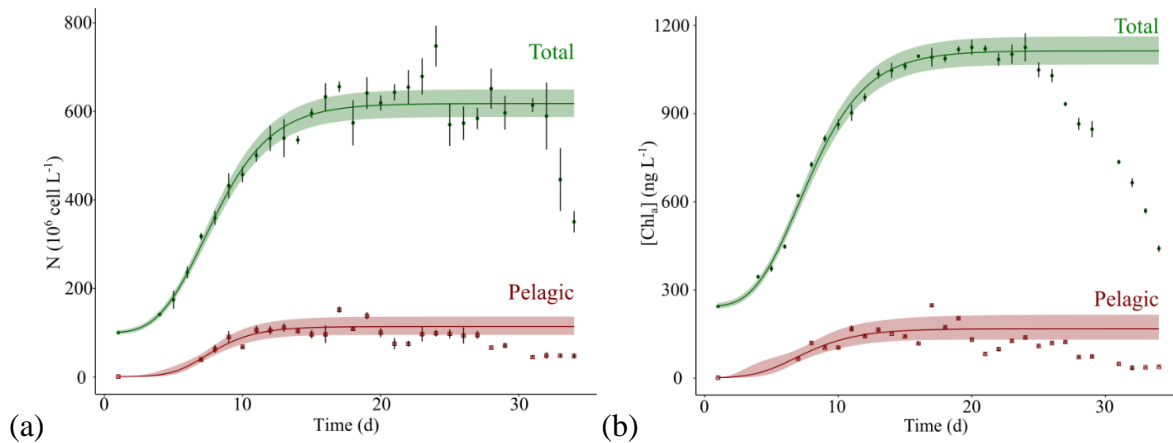 800
Total
600
N (10⁶ cell L⁻¹)
400
200
Pelagic
0
0 10 20 30
(a) Time (d)
1200
Total
900
[Chlₐ] (ng L⁻¹)
600
300
Pelagic
0
0 10 20 30
(b) Time (d)